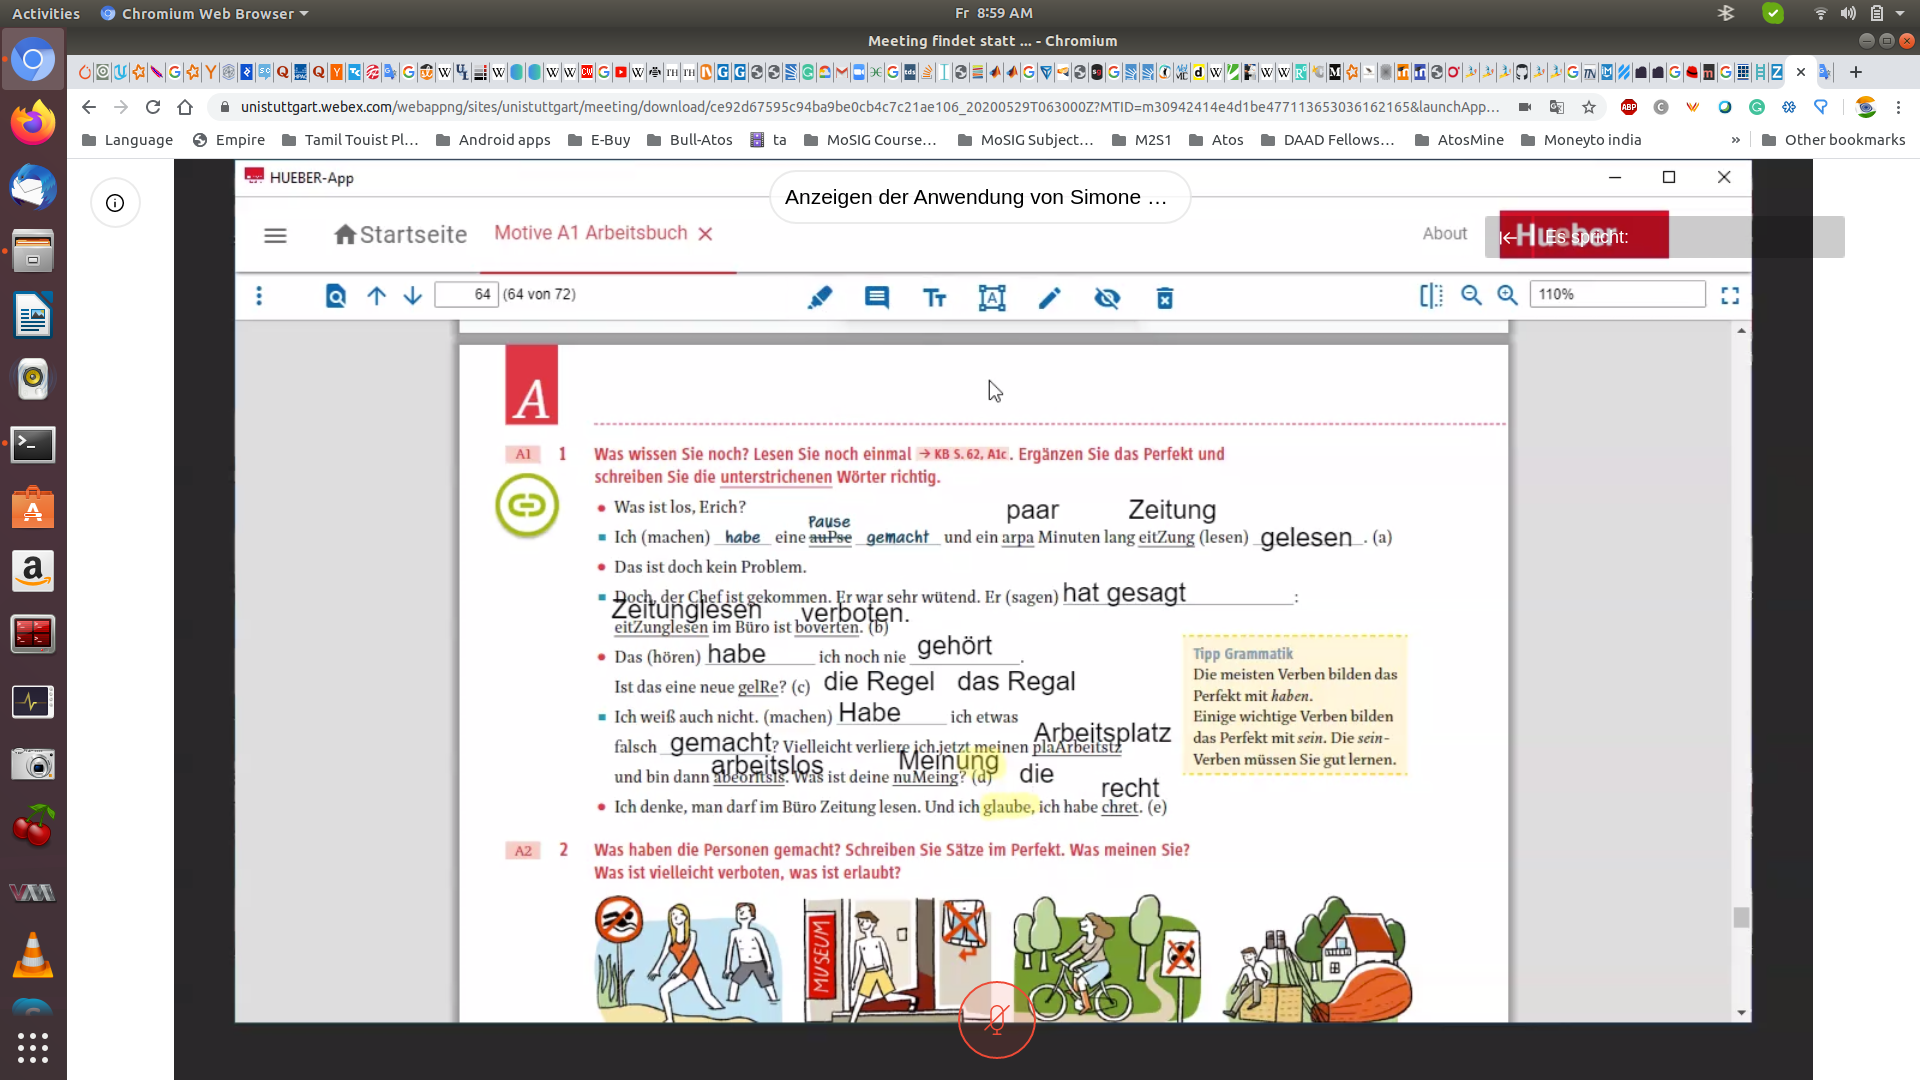 Activities Chromium Web Browser Fr 8:59 AM
Meeting findet statt ... - Chromium
unistuttgart.webex.com/webappng/sites/unistuttgart/meeting/download/ce92d67595c94ba9be0cb4c7c21ae106_20200529T063000Z?MTID=m30942414e4d1be477113653036162165&launchApp...
Language Empire Tamil Touist Pl... Android apps E-Buy Bull-Atos ta MoSIG Course... MoSIG Subject... M2S1 Atos DAAD Fellows... AtosMine Moneyto india » Other bookmarks
HUEBER-App
Anzeigen der Anwendung von Simone ...
Startseite Motive A1 Arbeitsbuch About Hueber Es spricht:
64 (64 von 72) 110%
A
A1 1 Was wissen Sie noch? Lesen Sie noch einmal → KB S. 62, A1c. Ergänzen Sie das Perfekt und
schreiben Sie die unterstrichenen Wörter richtig.
Was ist los, Erich?
paar Zeitung
Pause
Ich (machen) habe eine auPse gemacht und ein arpa Minuten lang eitZung (lesen) gelesen. (a)
Das ist doch kein Problem.
Doch, der Chef ist gekommen. Er war sehr wütend. Er (sagen) hat gesagt :
Zeitunglesen verboten.
eitZunglesen im Büro ist boverten. (b)
Das (hören) habe ich noch nie gehört .
Ist das eine neue gelRe? (c) die Regel das Regal
Ich weiß auch nicht. (machen) Habe ich etwas
Arbeitsplatz
falsch gemacht? Vielleicht verliere ich jetzt meinen plaArbeitstz
arbeitslos Meinung die
und bin dann abeoritsls. Was ist deine nuMeing? (d)
recht
Ich denke, man darf im Büro Zeitung lesen. Und ich glaube, ich habe chret. (e)
Tipp Grammatik
Die meisten Verben bilden das
Perfekt mit haben.
Einige wichtige Verben bilden
das Perfekt mit sein. Die sein-
Verben müssen Sie gut lernen.
A2 2 Was haben die Personen gemacht? Schreiben Sie Sätze im Perfekt. Was meinen Sie?
Was ist vielleicht verboten, was ist erlaubt?
MUSEUM